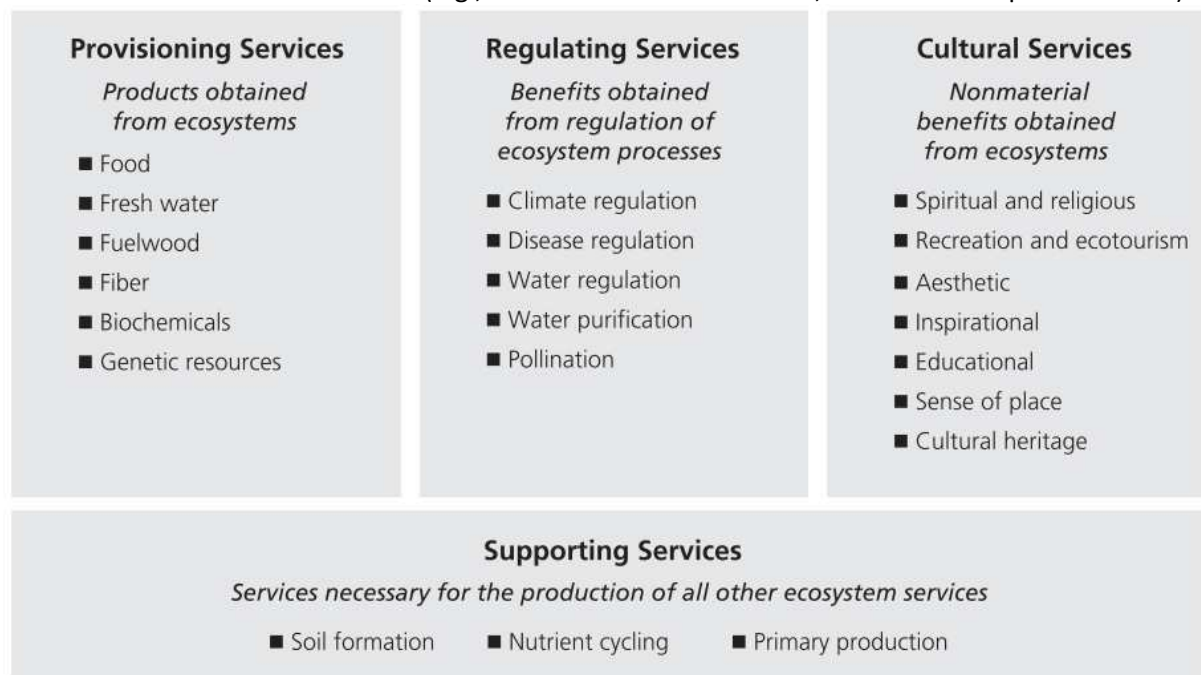 Provisioning Services
Products obtained
from ecosystems
■ Food
■ Fresh water
■ Fuelwood
■ Fiber
■ Biochemicals
■ Genetic resources
Regulating Services
Benefits obtained
from regulation of
ecosystem processes
■ Climate regulation
■ Disease regulation
■ Water regulation
■ Water purification
■ Pollination
Cultural Services
Nonmaterial
benefits obtained
from ecosystems
■ Spiritual and religious
■ Recreation and ecotourism
■ Aesthetic
■ Inspirational
■ Educational
■ Sense of place
■ Cultural heritage
Supporting Services
Services necessary for the production of all other ecosystem services
■ Soil formation ■ Nutrient cycling ■ Primary production